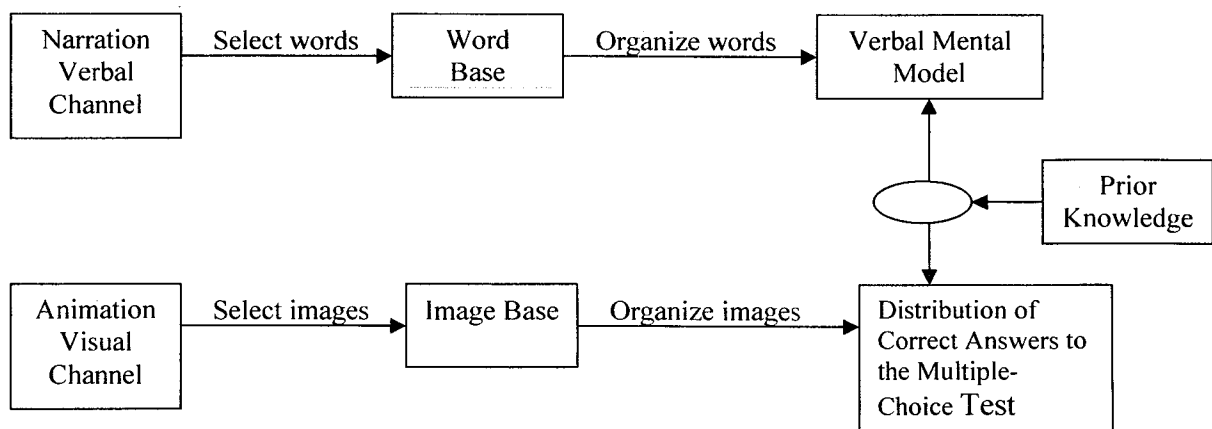 Narration
Verbal
Channel
Select words
Word
Base
Organize words
Verbal Mental
Model
Prior
Knowledge
Animation
Visual
Channel
Select images
Image Base
Organize images
Distribution of
Correct Answers to
the Multiple-
Choice Test